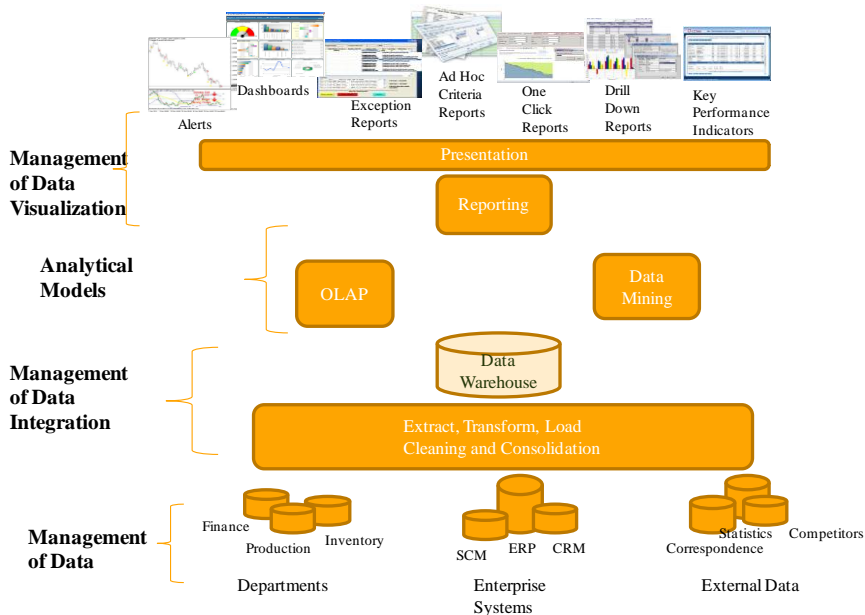 Dashboards
Alerts
Exception
Reports
Ad Hoc
Criteria
Reports
One
Click
Reports
Drill
Down
Reports
Key
Performance
Indicators
Management
of Data
Visualization
Presentation
Reporting
Analytical
Models
OLAP
Data
Mining
Management
of Data
Integration
Data
Warehouse
Extract, Transform, Load
Cleaning and Consolidation
Management
of Data
Finance
Production
Inventory
SCM
ERP
CRM
Statistics
Correspondence
Competitors
Departments
Enterprise
Systems
External Data